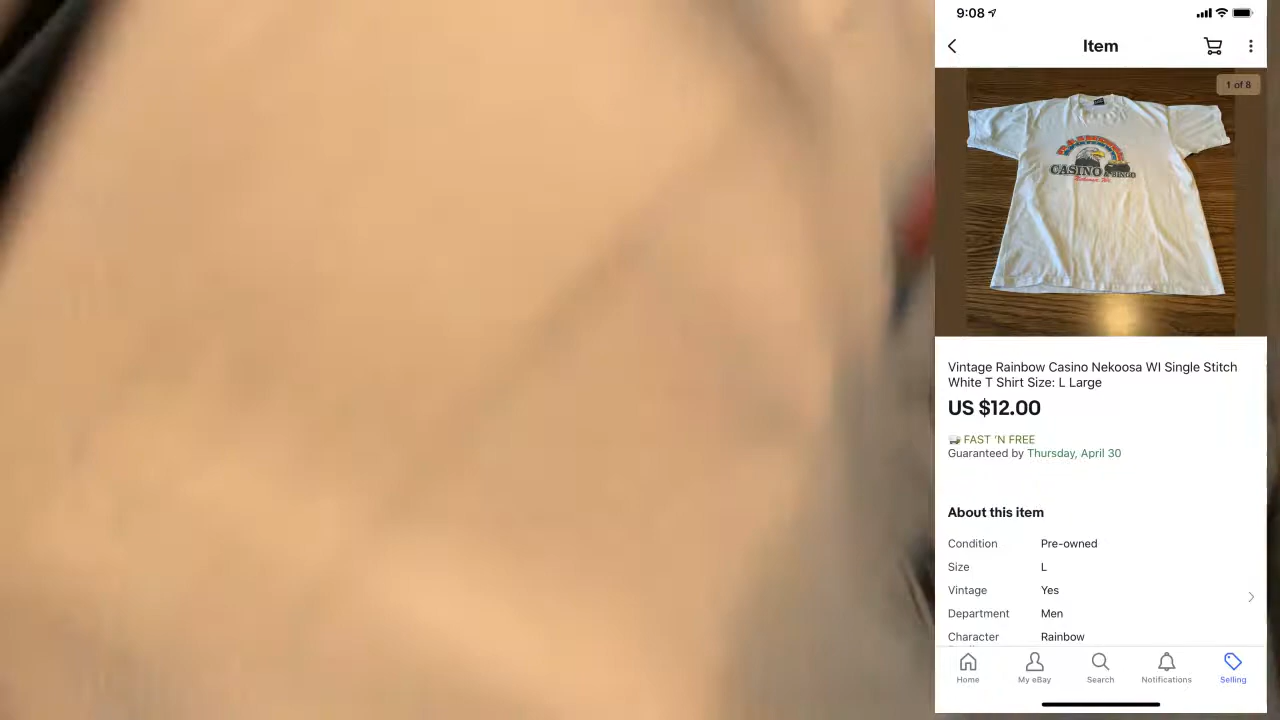 9:08
Item
1 of 8
CASINO & BINGO
Vintage Rainbow Casino Nekoosa WI Single Stitch
White T Shirt Size: L Large
US $12.00
FAST 'N FREE
Guaranteed by Thursday, April 30
About this item
Condition Pre-owned
Size L
Vintage Yes
Department Men
Character Rainbow
Home My eBay Search Notifications Selling